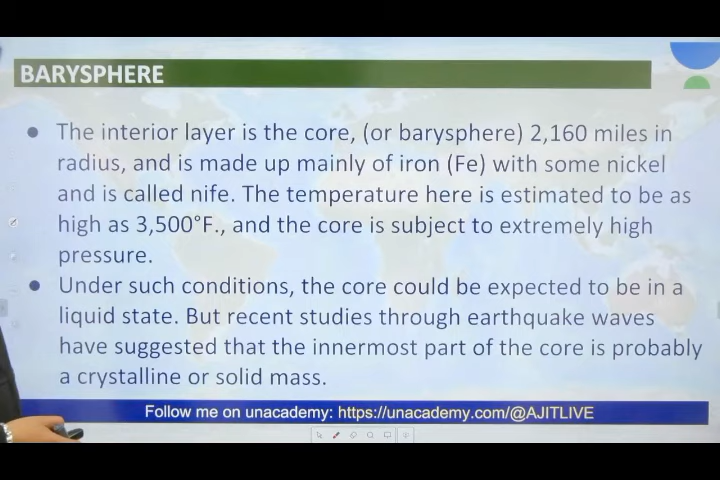 BARYSPHERE
● The interior layer is the core, (or barysphere) 2,160 miles in
radius, and is made up mainly of iron (Fe) with some nickel
and is called nife. The temperature here is estimated to be as
high as 3,500°F., and the core is subject to extremely high
pressure.
● Under such conditions, the core could be expected to be in a
liquid state. But recent studies through earthquake waves
have suggested that the innermost part of the core is probably
a crystalline or solid mass.
Follow me on unacademy: https://unacademy.com/@AJITLIVE